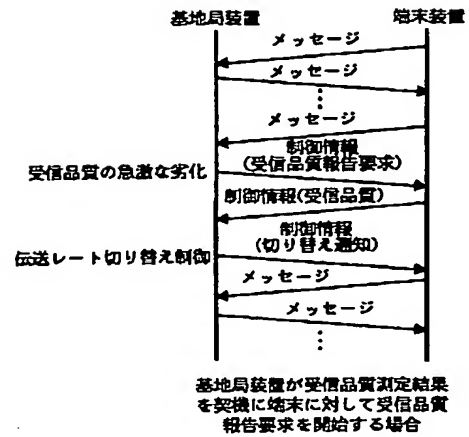 基地局装置 端末装置
メッセージ
メッセージ
メッセージ
制御情報
(受信品質報告要求)
受信品質の急激な劣化
制御情報(受信品質)
制御情報
(切り替え通知)
伝送レート切り替え制御
メッセージ
メッセージ
基地局装置が受信品質測定結果
を契機に端末に対して受信品質
報告要求を開始する場合